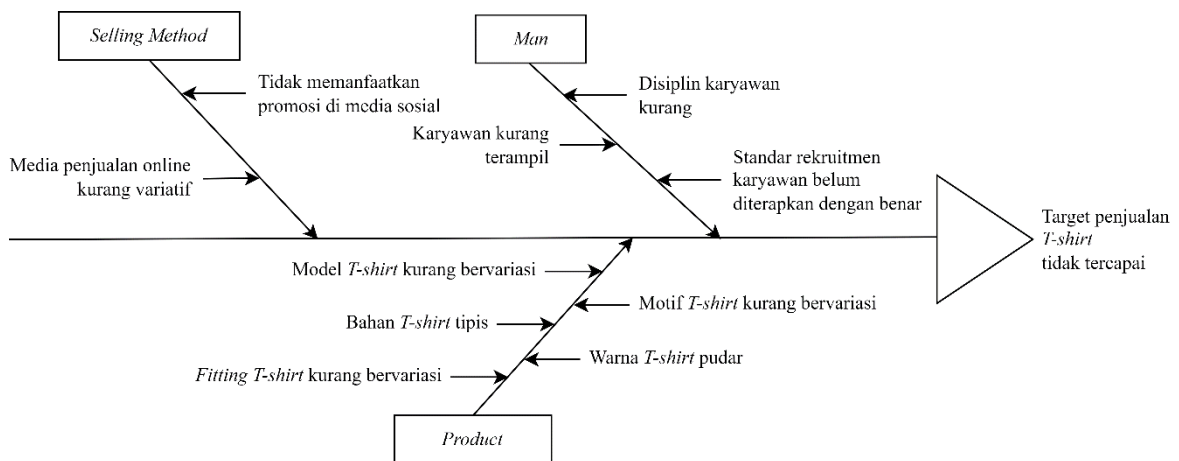 Selling Method
Tidak memanfaatkan
promosi di media sosial
Media penjualan online
kurang variatif
Man
Disiplin karyawan
kurang
Karyawan kurang
terampil
Standar rekruitmen
karyawan belum
diterapkan dengan benar
Target penjualan
T-shirt
tidak tercapai
Model T-shirt kurang bervariasi
Motif T-shirt kurang bervariasi
Bahan T-shirt tipis
Warna T-shirt pudar
Fitting T-shirt kurang bervariasi
Product